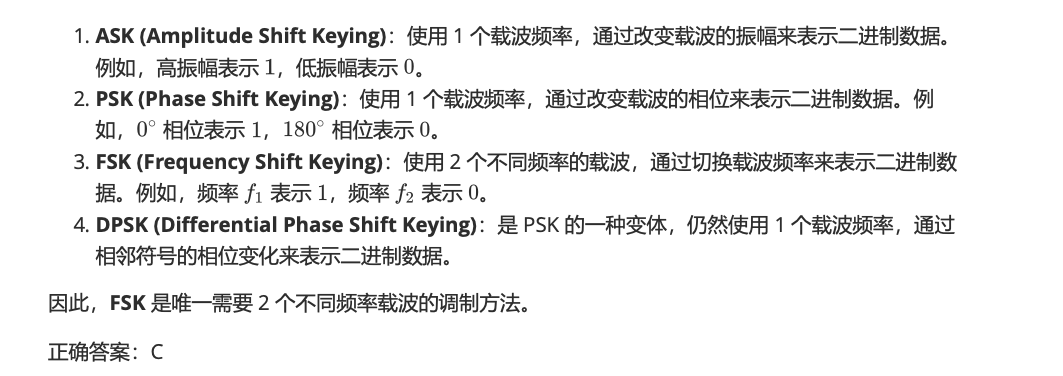 1. ASK (Amplitude Shift Keying)：使用 1 个载波频率，通过改变载波的振幅来表示二进制数据。
例如，高振幅表示 1，低振幅表示 0。
2. PSK (Phase Shift Keying)：使用 1 个载波频率，通过改变载波的相位来表示二进制数据。例
如，0° 相位表示 1，180° 相位表示 0。
3. FSK (Frequency Shift Keying)：使用 2 个不同频率的载波，通过切换载波频率来表示二进制数
据。例如，频率 f₁ 表示 1，频率 f₂ 表示 0。
4. DPSK (Differential Phase Shift Keying)：是 PSK 的一种变体，仍然使用 1 个载波频率，通过
相邻符号的相位变化来表示二进制数据。
因此，FSK 是唯一需要 2 个不同频率载波的调制方法。
正确答案：C